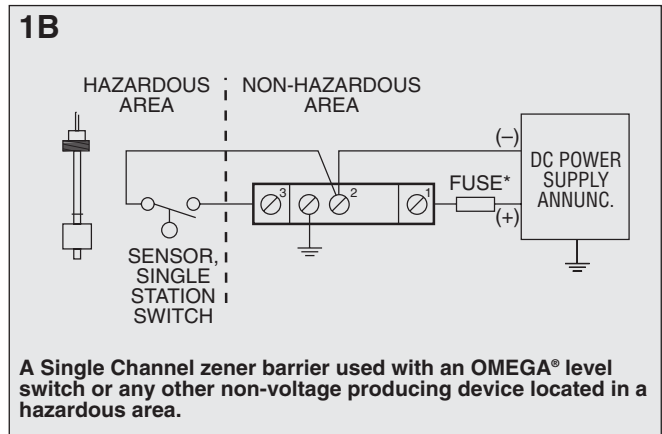 1B
HAZARDOUS
AREA
NON-HAZARDOUS
AREA
(–)
DC POWER
SUPPLY
ANNUNC.
3
2
1
FUSE*
(+)
SENSOR,
SINGLE
STATION
SWITCH
A Single Channel zener barrier used with an OMEGA® level
switch or any other non-voltage producing device located in a
hazardous area.